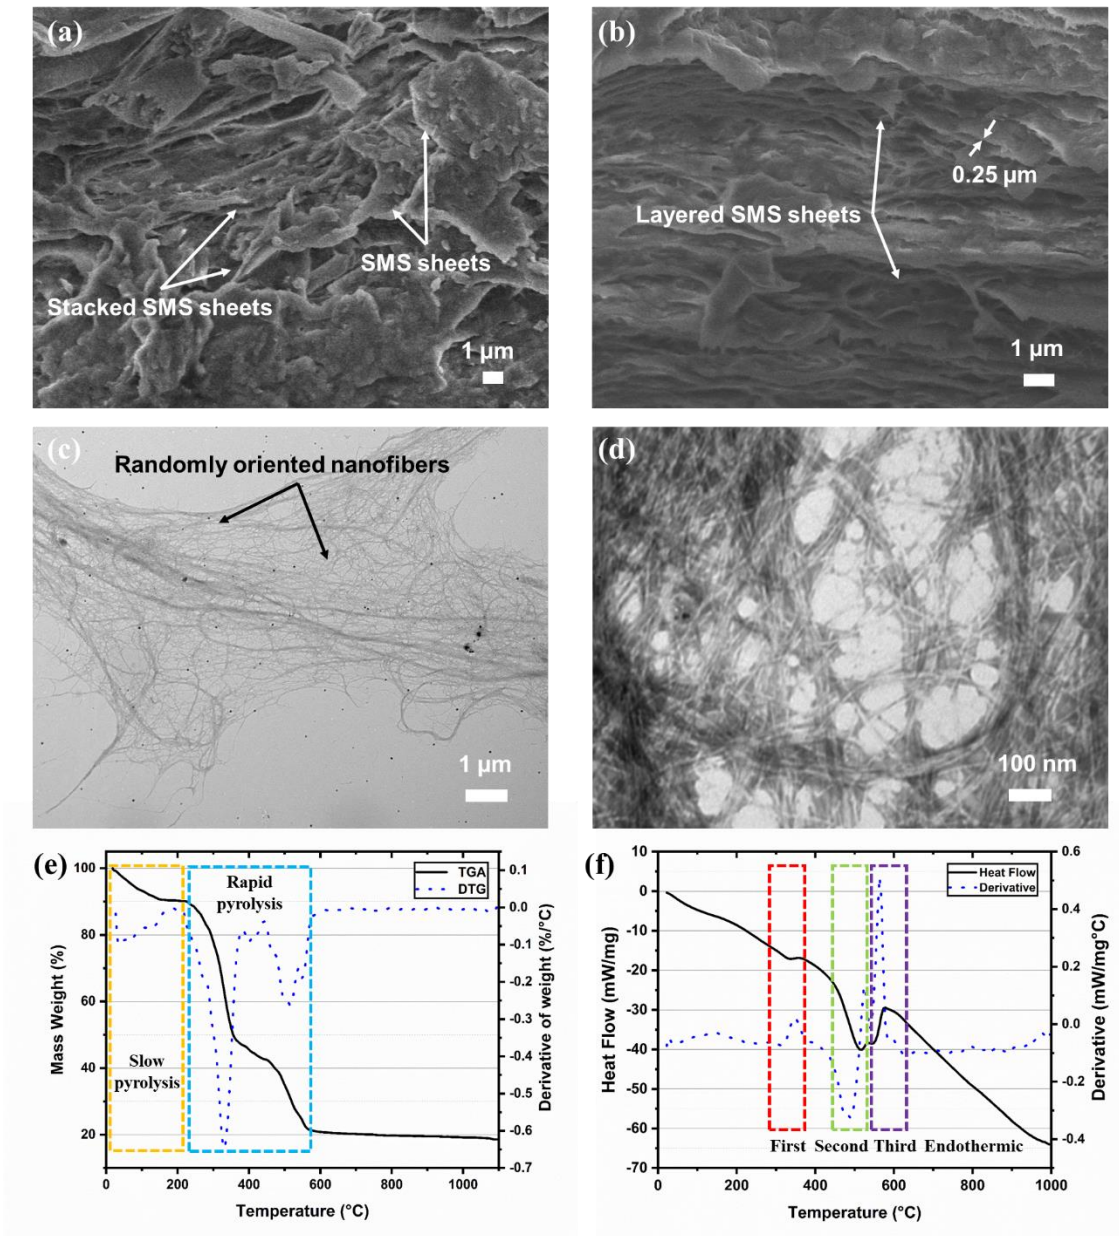 (a)
SMS sheets
Stacked SMS sheets
1 µm
(b)
0.25 µm
Layered SMS sheets
1 µm
(c)
Randomly oriented nanofibers
1 µm
(d)
100 nm
(e)
100
80
60
40
20
Mass Weight (%)
TGA
DTG
Rapid
pyrolysis
Slow
pyrolysis
0.1
0.0
-0.1
-0.2
-0.3
-0.4
-0.5
-0.6
-0.7
Derivative of weight (%/°C)
0
200
400
600
800
1000
Temperature (°C)
(f)
10
0
-10
-20
-30
-40
-50
-60
-70
Heat Flow (mW/mg)
Heat Flow
Derivative
0.6
0.4
0.2
0.0
-0.2
-0.4
Derivative (mW/mg°C)
First Second Third Endothermic
0
200
400
600
800
1000
Temperature (°C)